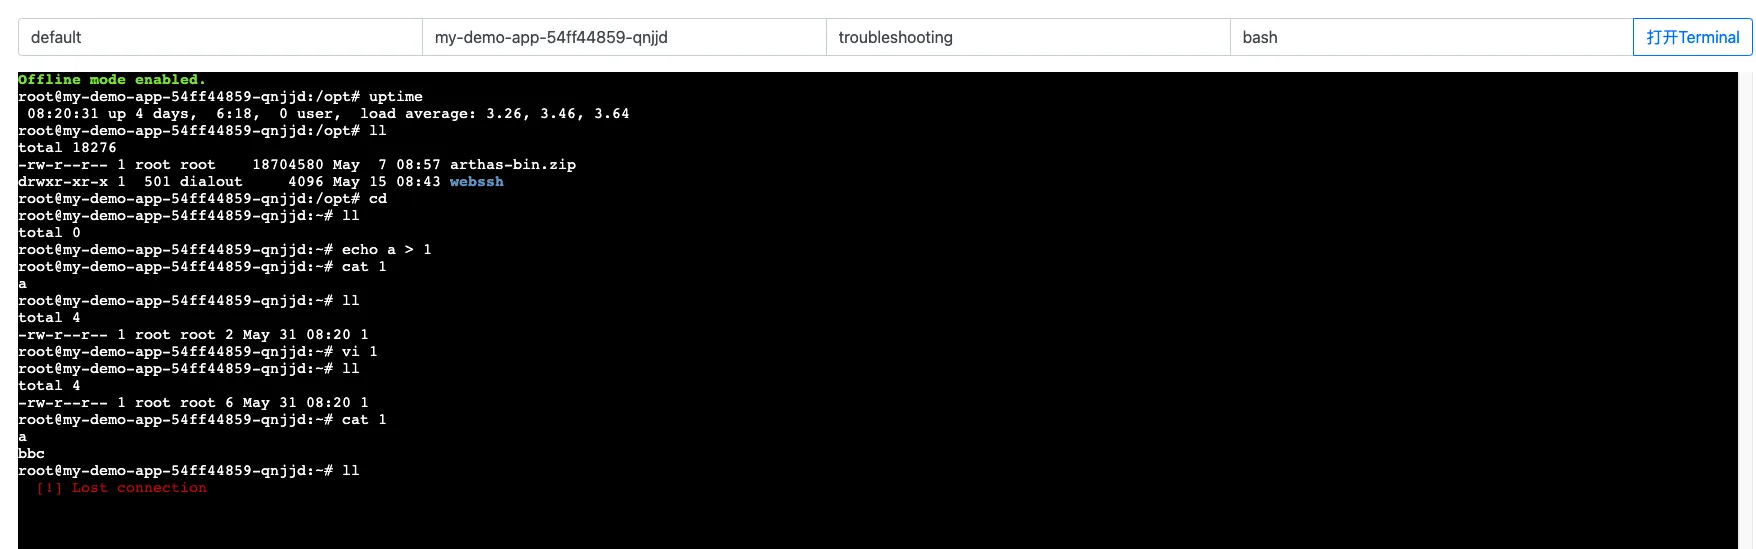 default my-demo-app-54ff44859-qnjjd troubleshooting bash 打开Terminal
Offline mode enabled.
root@my-demo-app-54ff44859-qnjjd:/opt# uptime
 08:20:31 up 4 days,  6:18,  0 user,  load average: 3.26, 3.46, 3.64
root@my-demo-app-54ff44859-qnjjd:/opt# ll
total 18276
-rw-r--r-- 1 root root    18704580 May  7 08:57 arthas-bin.zip
drwxr-xr-x 1  501 dialout     4096 May 15 08:43 webssh
root@my-demo-app-54ff44859-qnjjd:/opt# cd
root@my-demo-app-54ff44859-qnjjd:~# ll
total 0
root@my-demo-app-54ff44859-qnjjd:~# echo a > 1
root@my-demo-app-54ff44859-qnjjd:~# cat 1
a
root@my-demo-app-54ff44859-qnjjd:~# ll
total 4
-rw-r--r-- 1 root root 2 May 31 08:20 1
root@my-demo-app-54ff44859-qnjjd:~# vi 1
root@my-demo-app-54ff44859-qnjjd:~# ll
total 4
-rw-r--r-- 1 root root 6 May 31 08:20 1
root@my-demo-app-54ff44859-qnjjd:~# cat 1
a
bbc
root@my-demo-app-54ff44859-qnjjd:~# ll
  [!] Lost connection